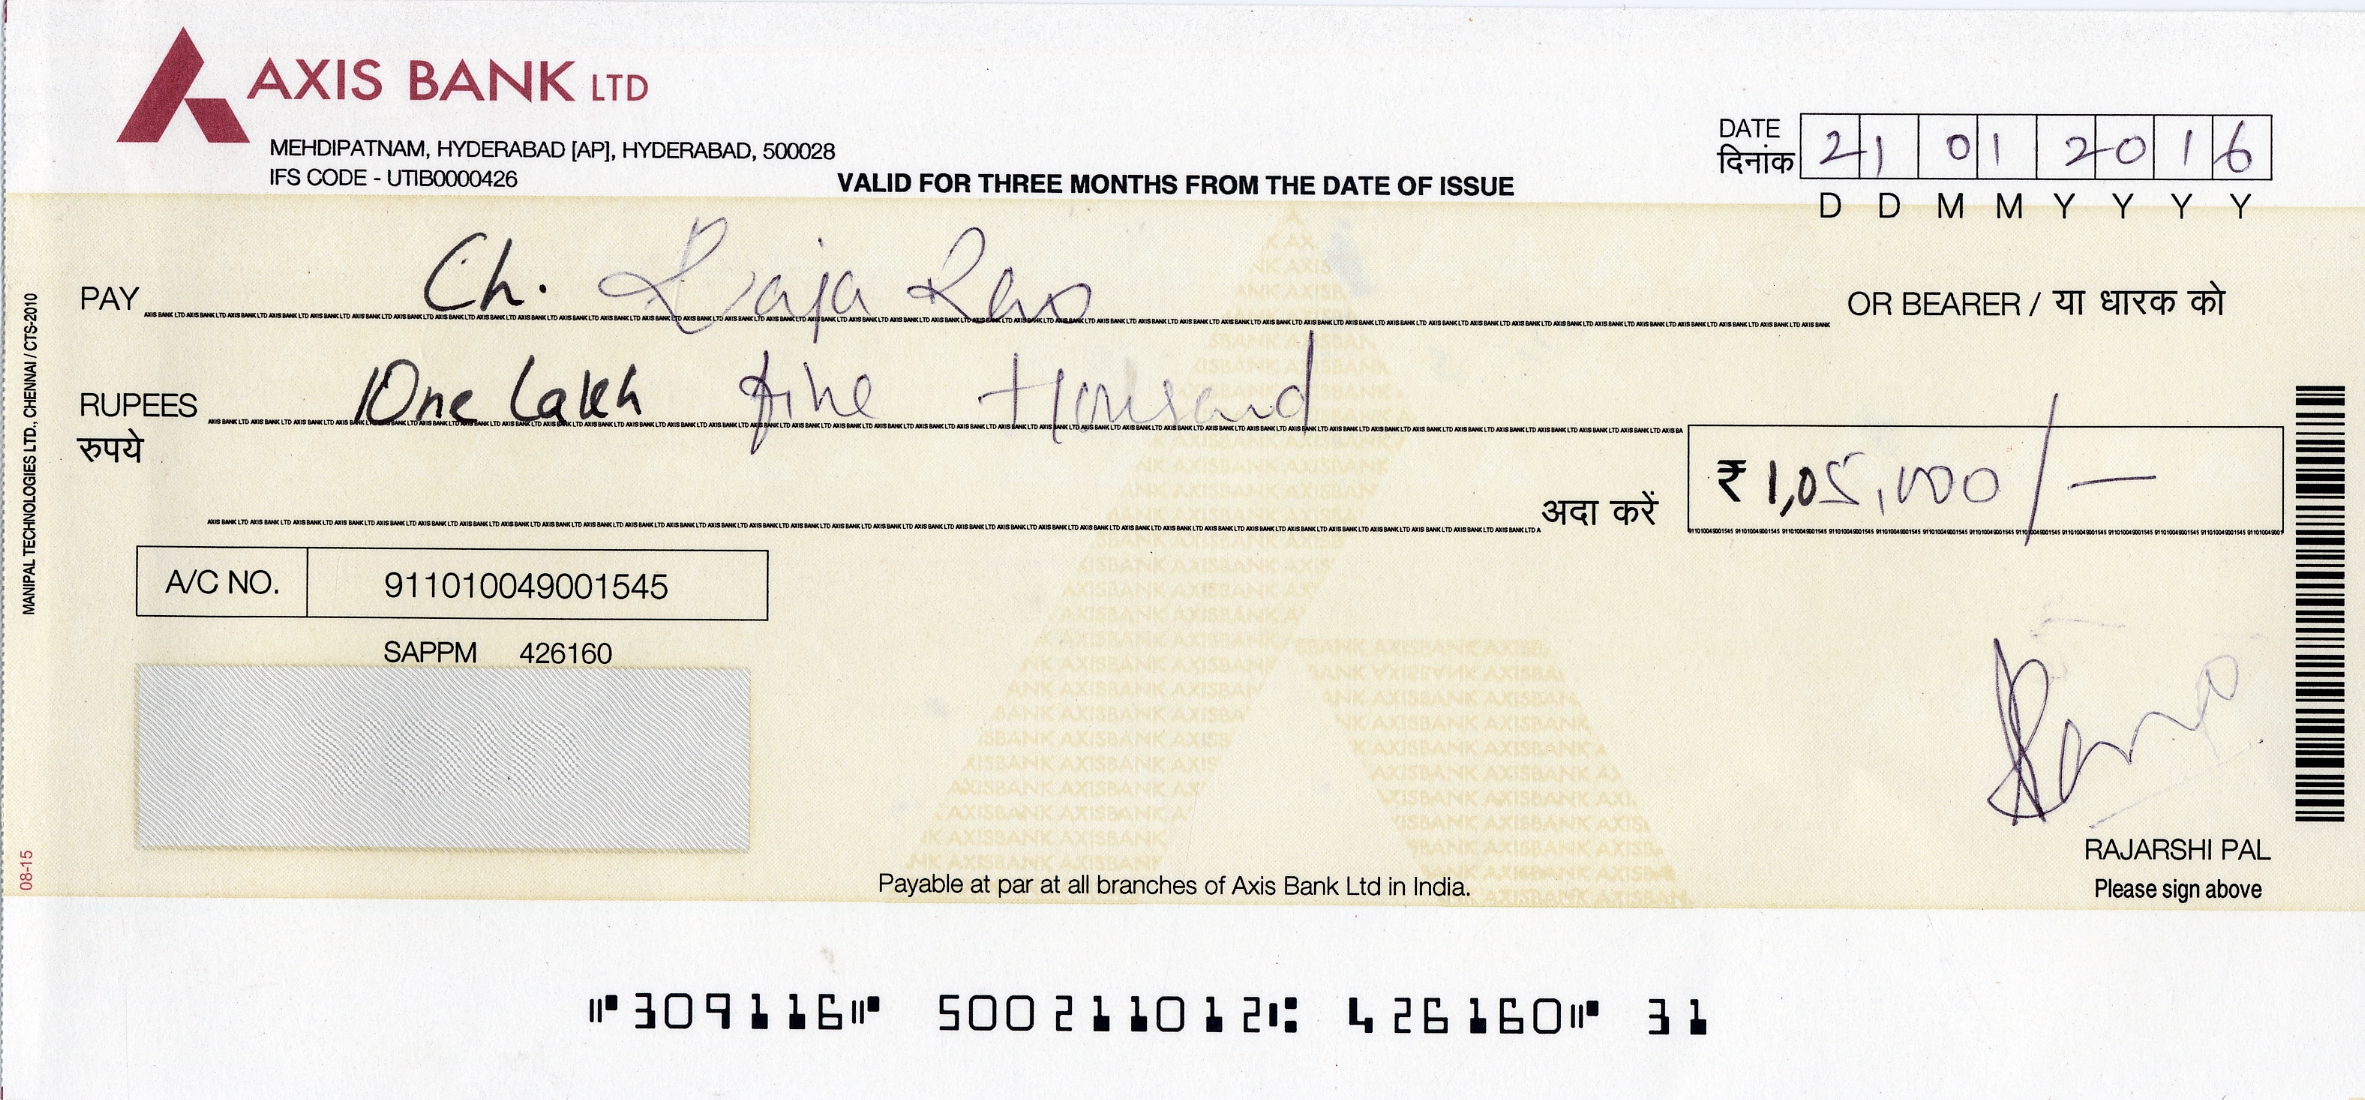 AXIS BANK LTD
MEHDIPATNAM, HYDERABAD [AP], HYDERABAD, 500028
IFS CODE - UTIB0000426
VALID FOR THREE MONTHS FROM THE DATE OF ISSUE
DATE 21012016
दिनांक
D D M M Y Y Y Y
PAY Ch. Raja Rao OR BEARER / या धारक को
RUPEES One Lakh five thousand
रुपये
अदा करें ₹ 1,05,000/-
A/C NO. 911010049001545
SAPPM 426160
VOID
RAJARSHI PAL
Please sign above
Payable at par at all branches of Axis Bank Ltd in India.
⑈309116⑈ 500211012⑆ 426160⑈ 31
MANIPAL TECHNOLOGIES LTD., CHENNAI / CTS-2010
08-15